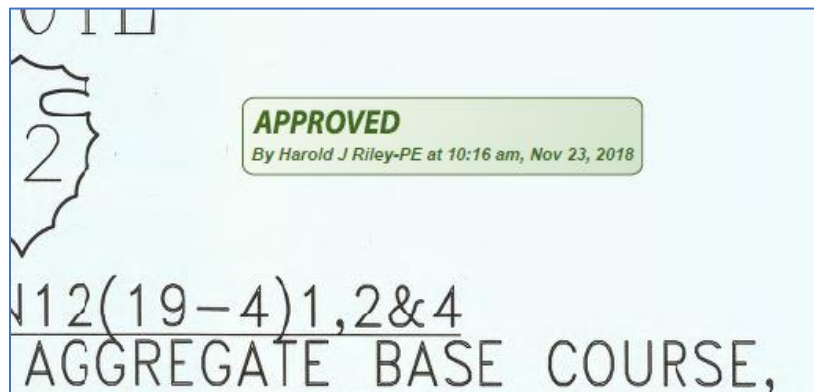 APPROVED
By Harold J Riley-PE at 10:16 am, Nov 23, 2018
2
N12(19-4)1,2&4
AGGREGATE BASE COURSE,